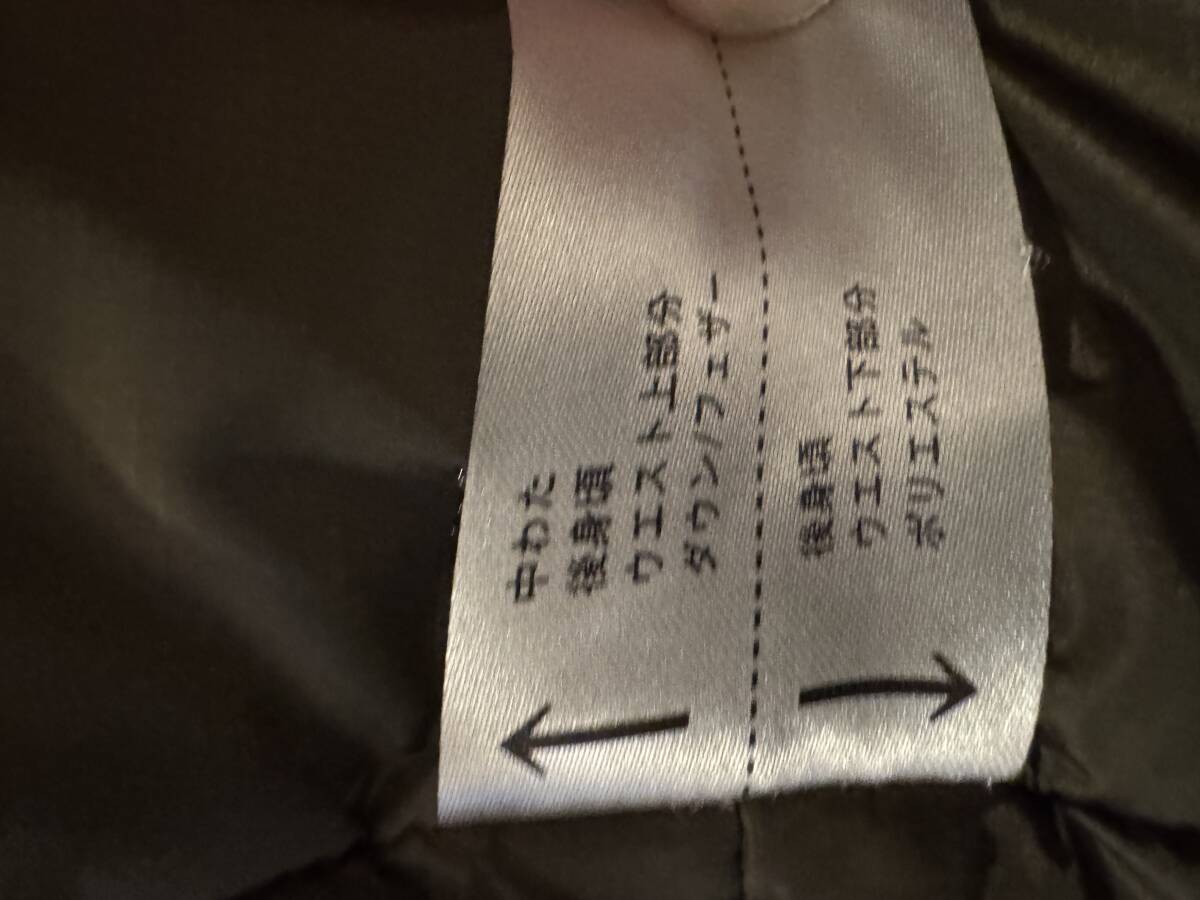 中わた
後身頃
ウエスト上部分
ダウン/フェザー
後身頃
ウエスト下部分
ポリエステル